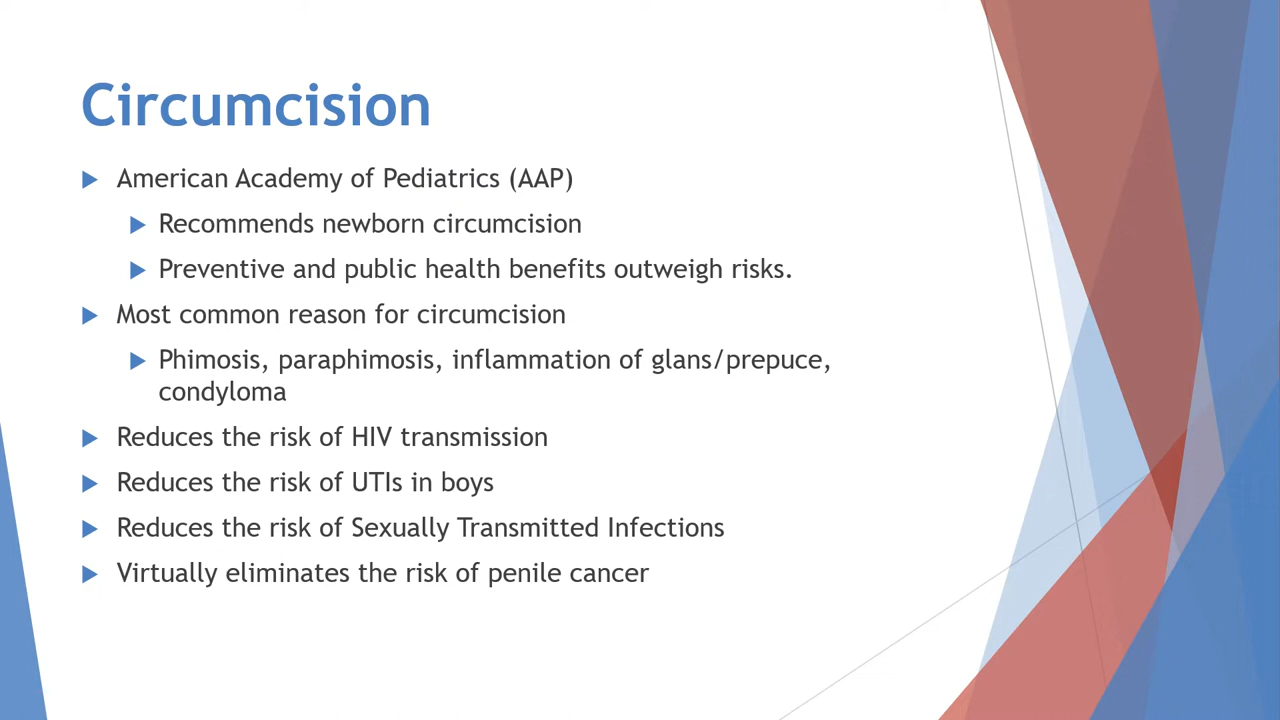 Circumcision
American Academy of Pediatrics (AAP)
Recommends newborn circumcision
Preventive and public health benefits outweigh risks.
Most common reason for circumcision
Phimosis, paraphimosis, inflammation of glans/prepuce,
condyloma
Reduces the risk of HIV transmission
Reduces the risk of UTIs in boys
Reduces the risk of Sexually Transmitted Infections
Virtually eliminates the risk of penile cancer